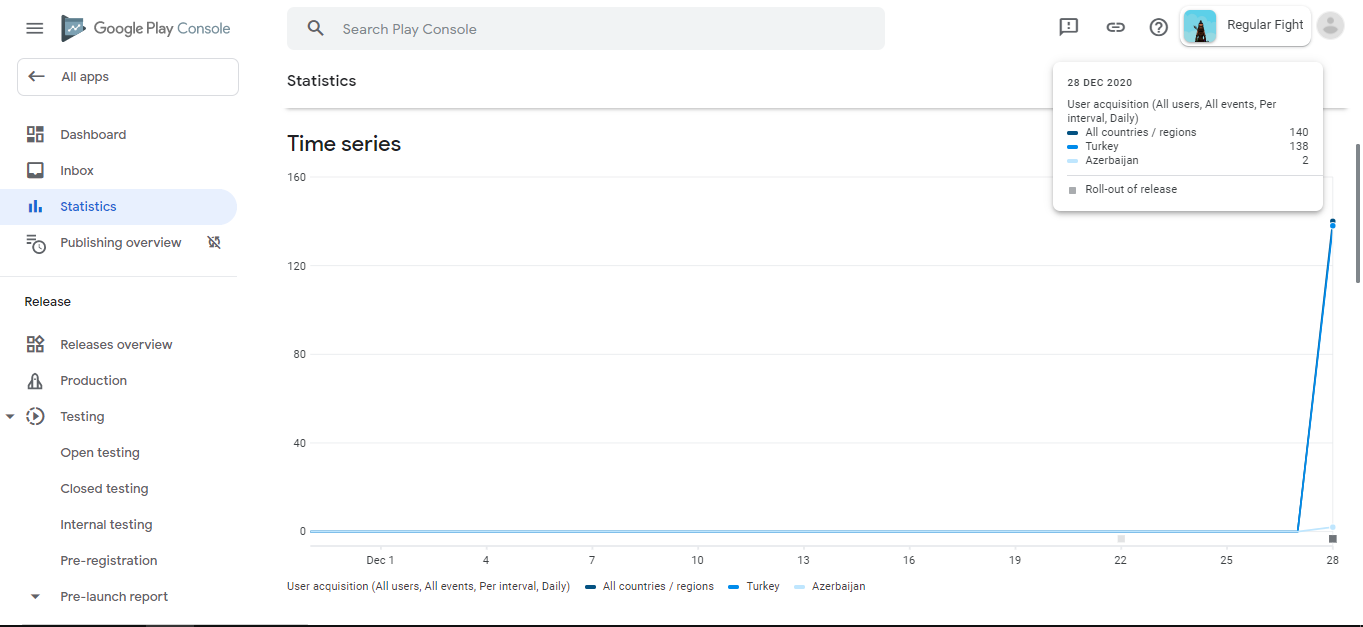 Google Play Console
Search Play Console
Regular Fight
All apps
Statistics
28 DEC 2020
User acquisition (All users, All events, Per
interval, Daily)
All countries / regions 140
Turkey 138
Azerbaijan 2
Roll-out of release
Dashboard
Inbox
Statistics
Publishing overview
Release
Releases overview
Production
Testing
Open testing
Closed testing
Internal testing
Pre-registration
Pre-launch report
Time series
160
120
80
40
0
Dec 1 4 7 10 13 16 19 22 25 28
User acquisition (All users, All events, Per interval, Daily) All countries / regions Turkey Azerbaijan